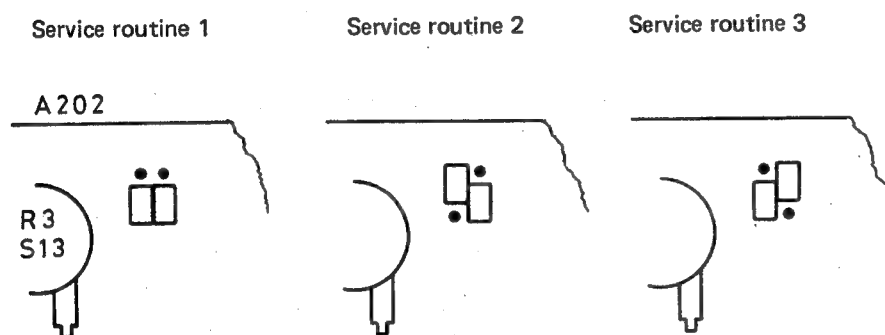 Service routine 1
Service routine 2
Service routine 3
A202
R3
S13